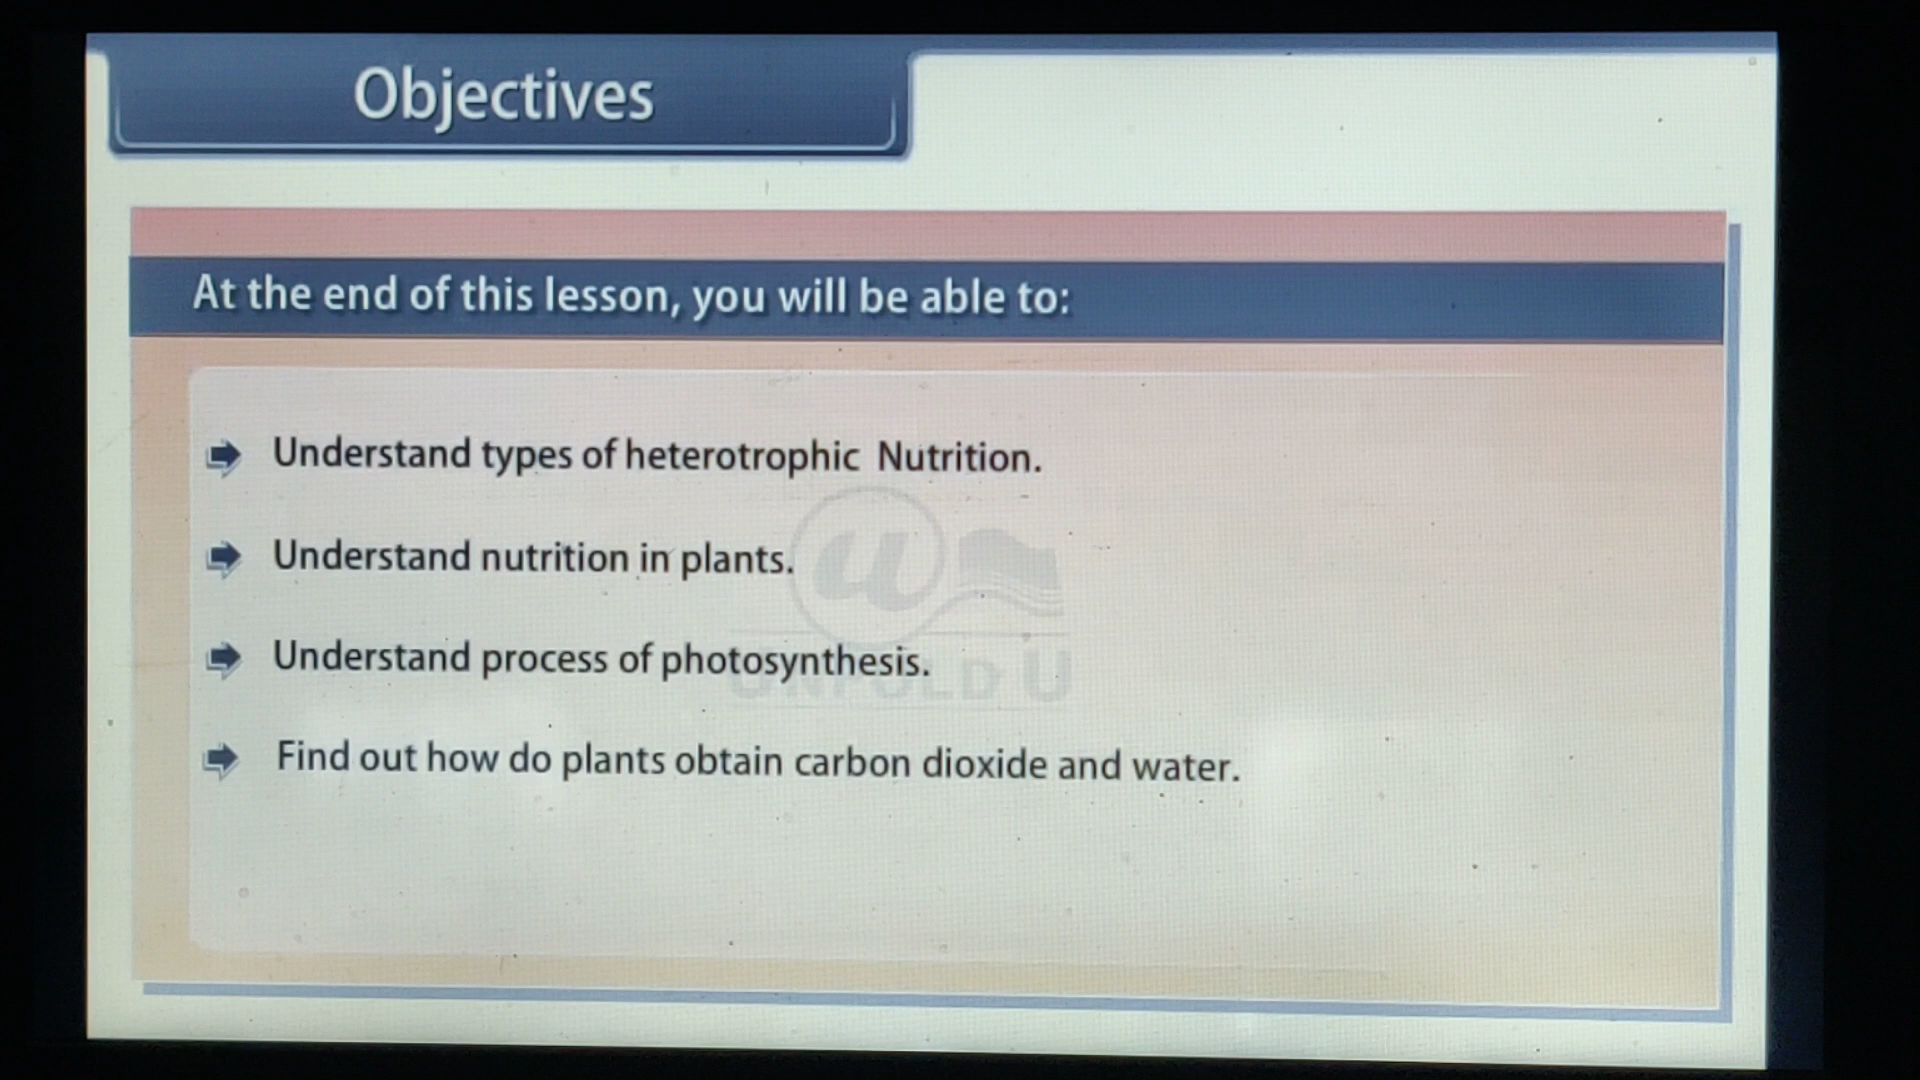 Objectives
At the end of this lesson, you will be able to:
Understand types of heterotrophic Nutrition.
Understand nutrition in plants.
Understand process of photosynthesis.
UNFOLD U
Find out how do plants obtain carbon dioxide and water.